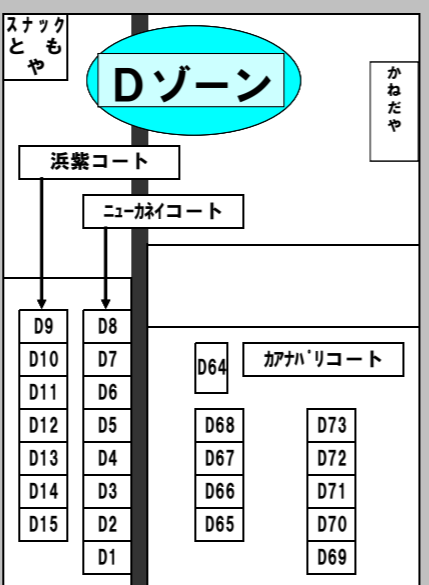 スナック
と も
や
Dゾーン
かねだや
浜紫コート
ﾆｭｰｶﾈｲコート
D9
D10
D11
D12
D13
D14
D15
D8
D7
D6
D5
D4
D3
D2
D1
D64
ｶｱﾅﾊﾟﾘコート
D68
D67
D66
D65
D73
D72
D71
D70
D69